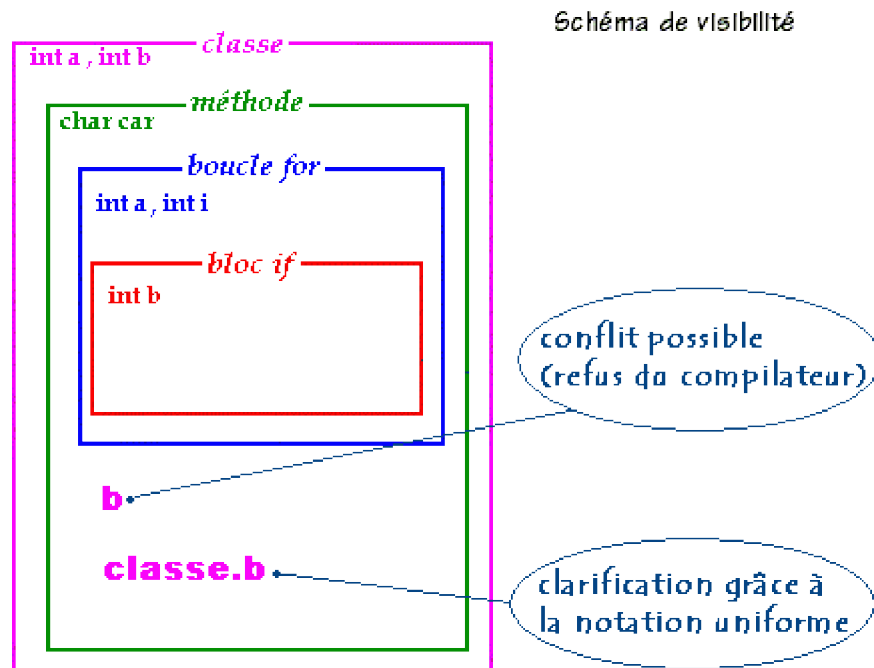 Schéma de visibilité
classe
int a , int b
méthode
char car
boucle for
int a , int i
bloc if
int b
conflit possible
(refus du compilateur)
b
classe.b
clarification grâce à
la notation uniforme